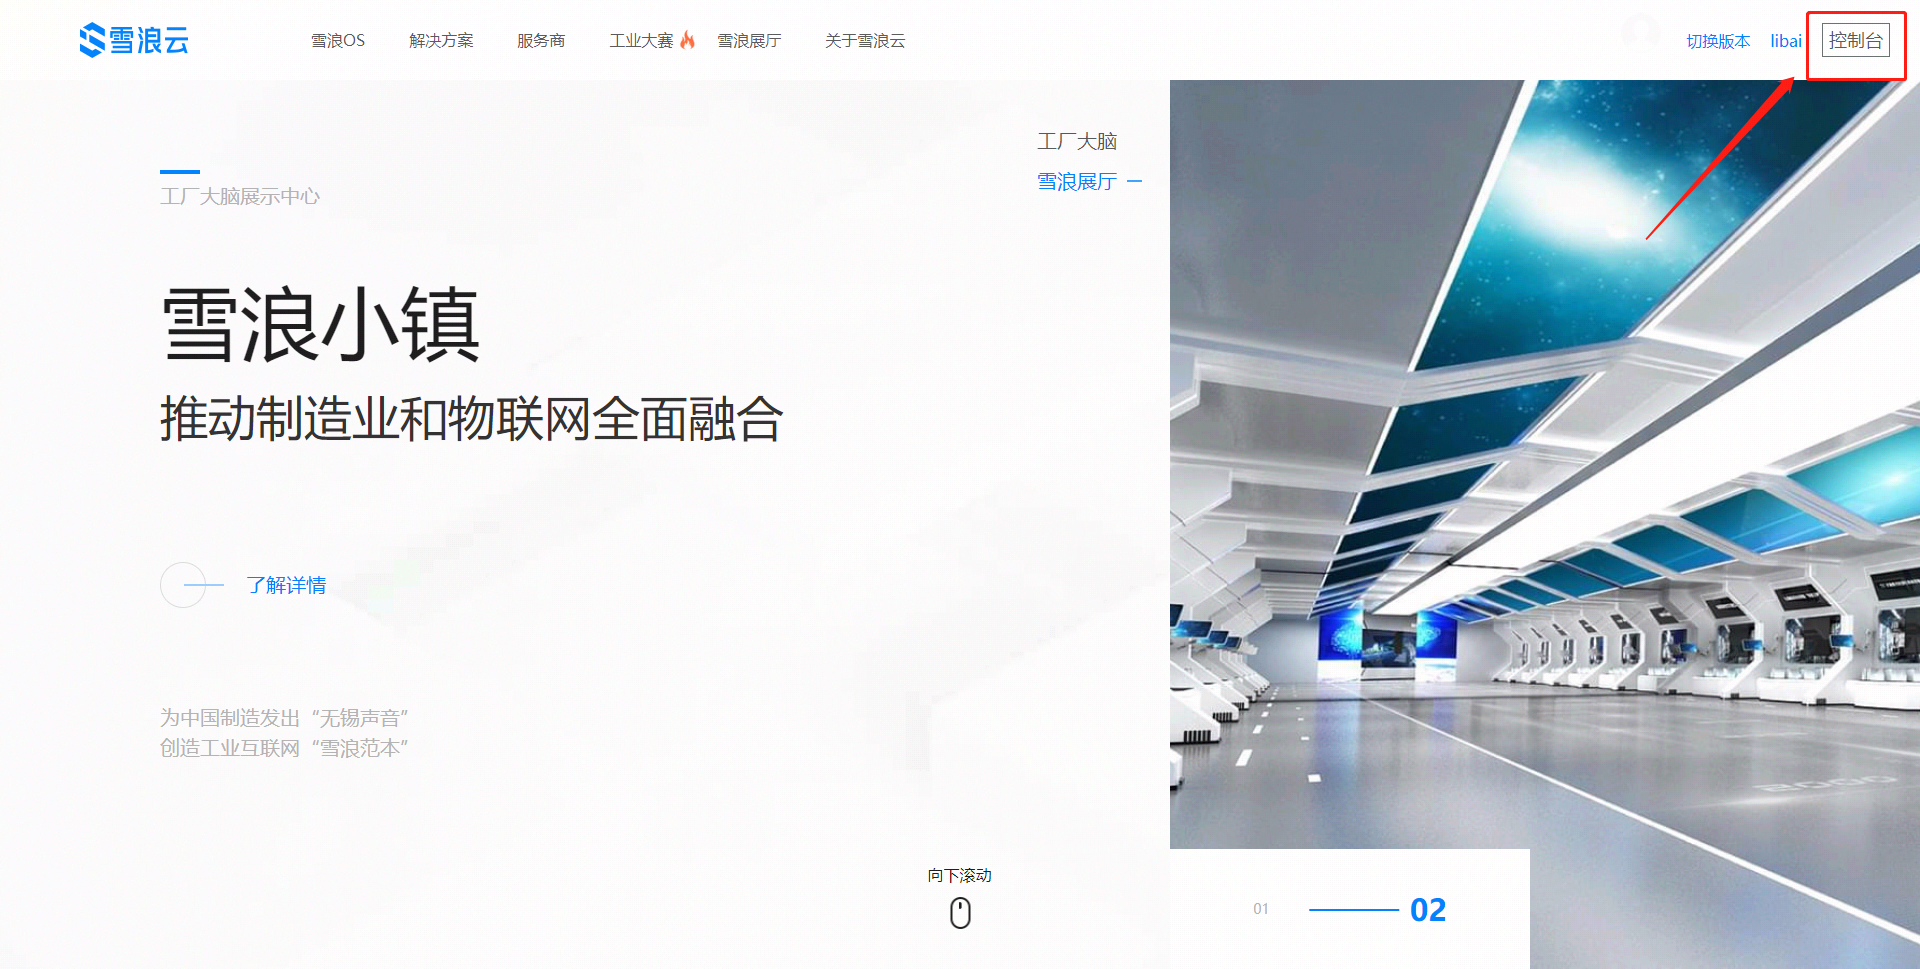 雪浪云
雪浪OS 解决方案 服务商 工业大赛 雪浪展厅 关于雪浪云 切换版本 libai 控制台
工厂大脑
雪浪展厅
工厂大脑展示中心
雪浪小镇
推动制造业和物联网全面融合
了解详情
为中国制造发出“无锡声音”
创造工业互联网“雪浪范本”
向下滚动
01 02